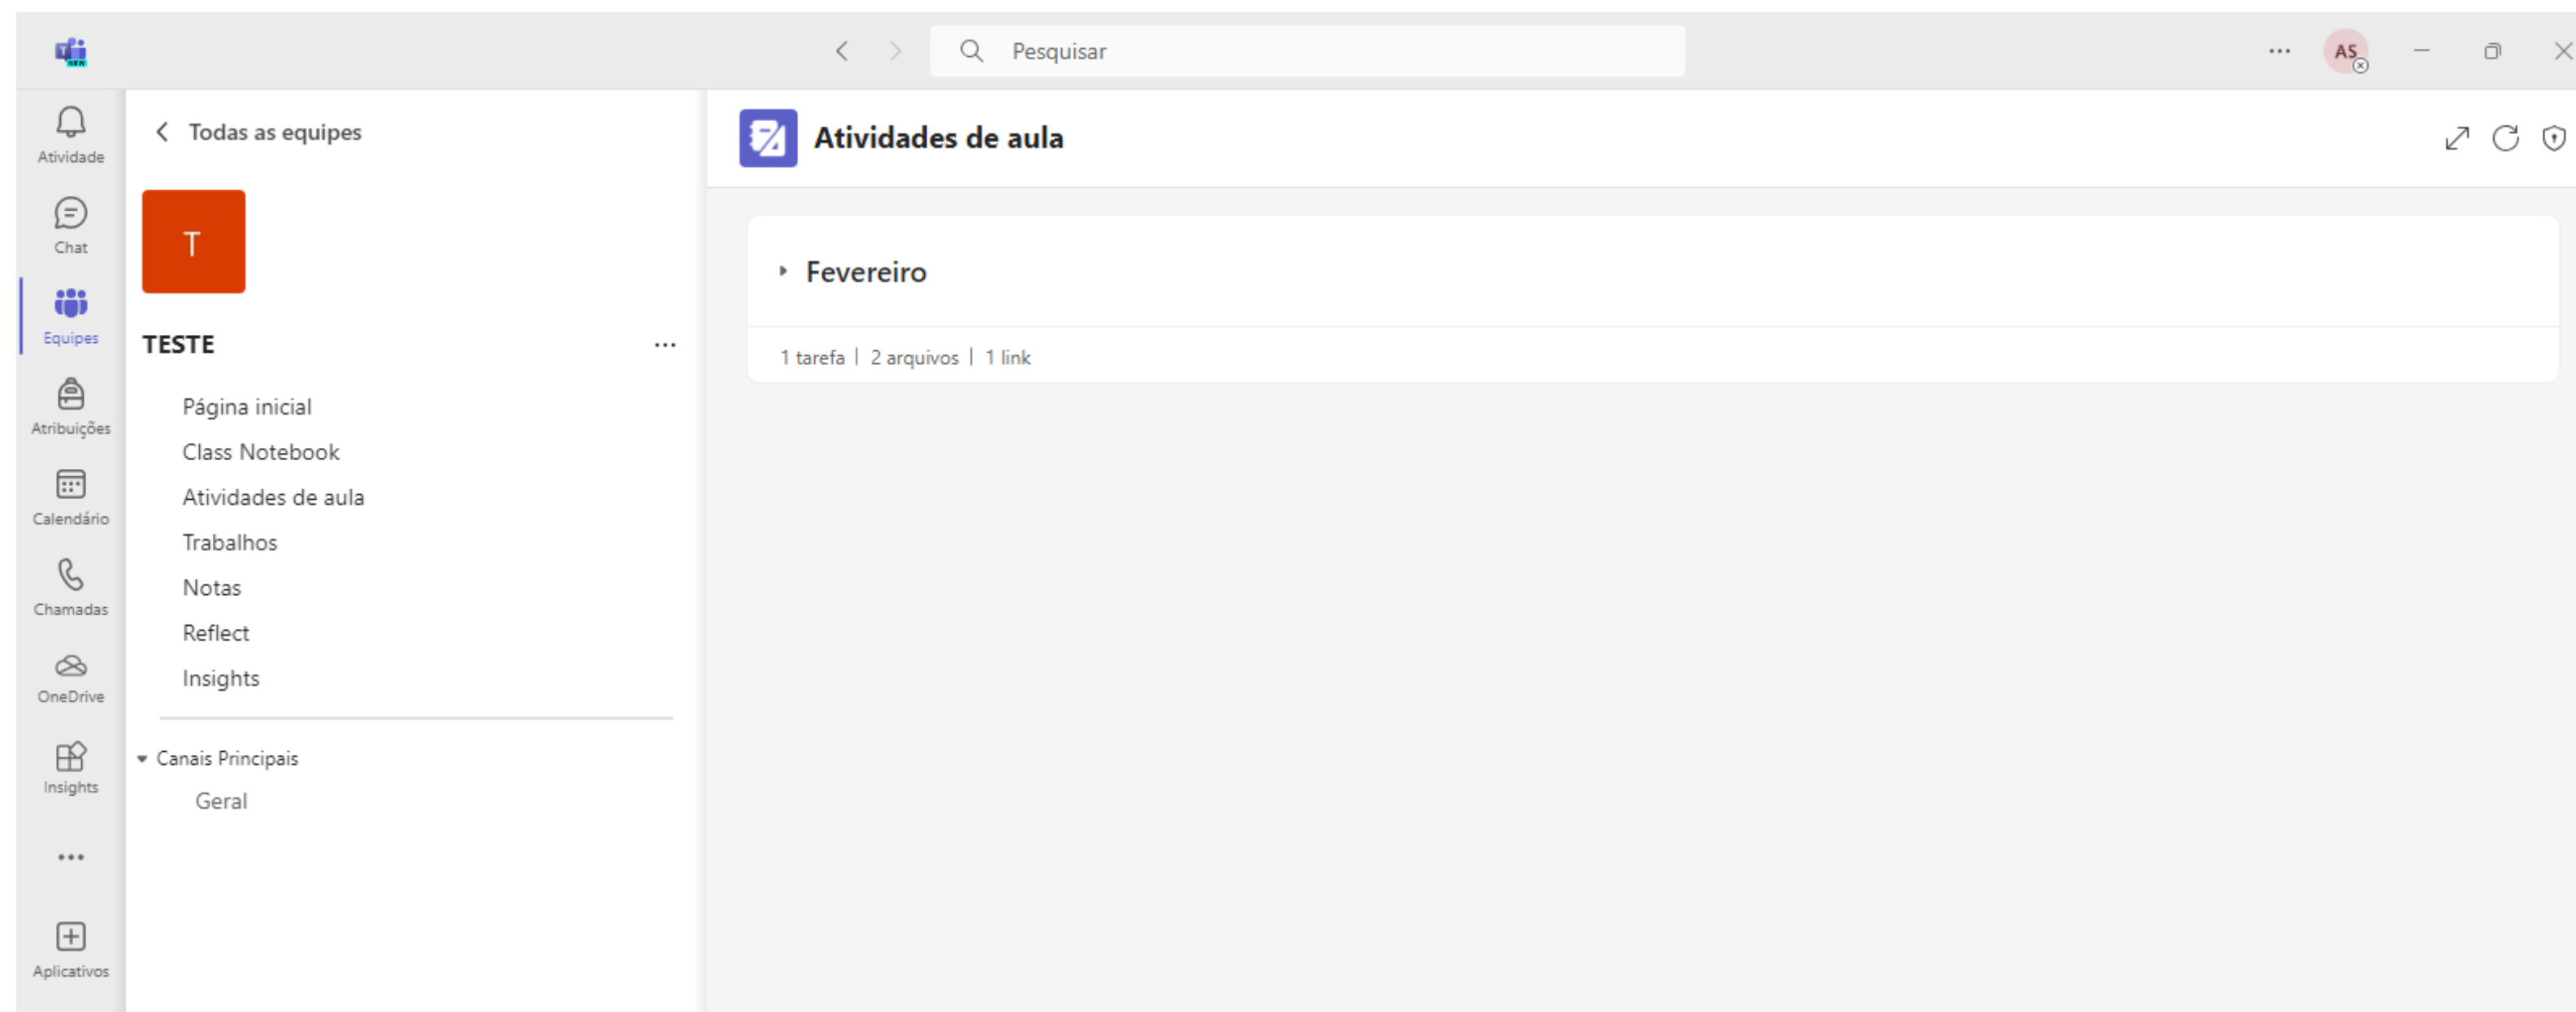 NEW
Pesquisar
AS
Atividade
Chat
Equipes
Atribuições
Calendário
Chamadas
OneDrive
Insights
Aplicativos
Todas as equipes
T
TESTE
Página inicial
Class Notebook
Atividades de aula
Trabalhos
Notas
Reflect
Insights
Canais Principais
Geral
Atividades de aula
Fevereiro
1 tarefa | 2 arquivos | 1 link